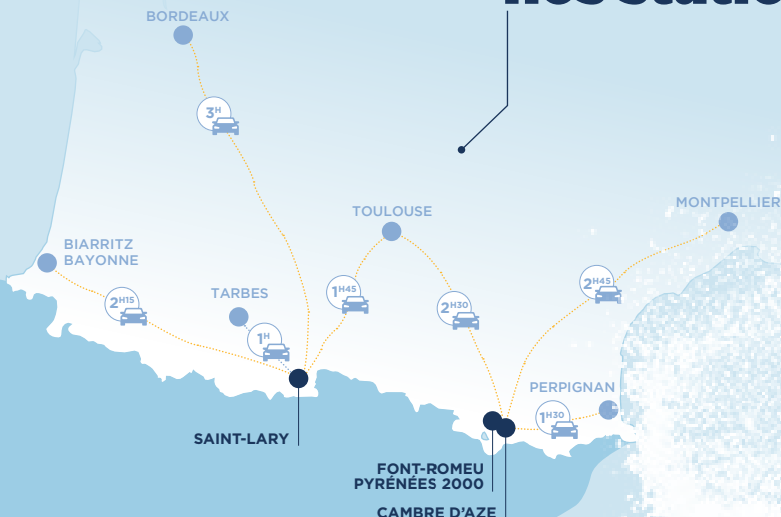 BORDEAUX
3H
TOULOUSE
MONTPELLIER
BIARRITZ
BAYONNE
TARBES
2H15
1H
1H45
2H30
2H45
PERPIGNAN
1H30
SAINT-LARY
FONT-ROMEU
PYRÉNÉES 2000
CAMBRE D'AZE